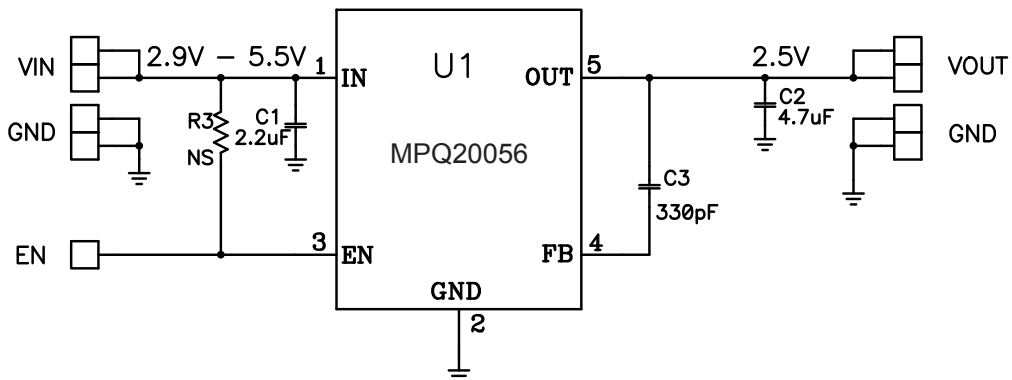 VIN
2.9V – 5.5V
1
IN
U1
OUT
5
2.5V
VOUT
GND
R3
NS
C1
2.2uF
MPQ20056
C2
4.7uF
GND
C3
330pF
EN
3
EN
FB
4
GND
2